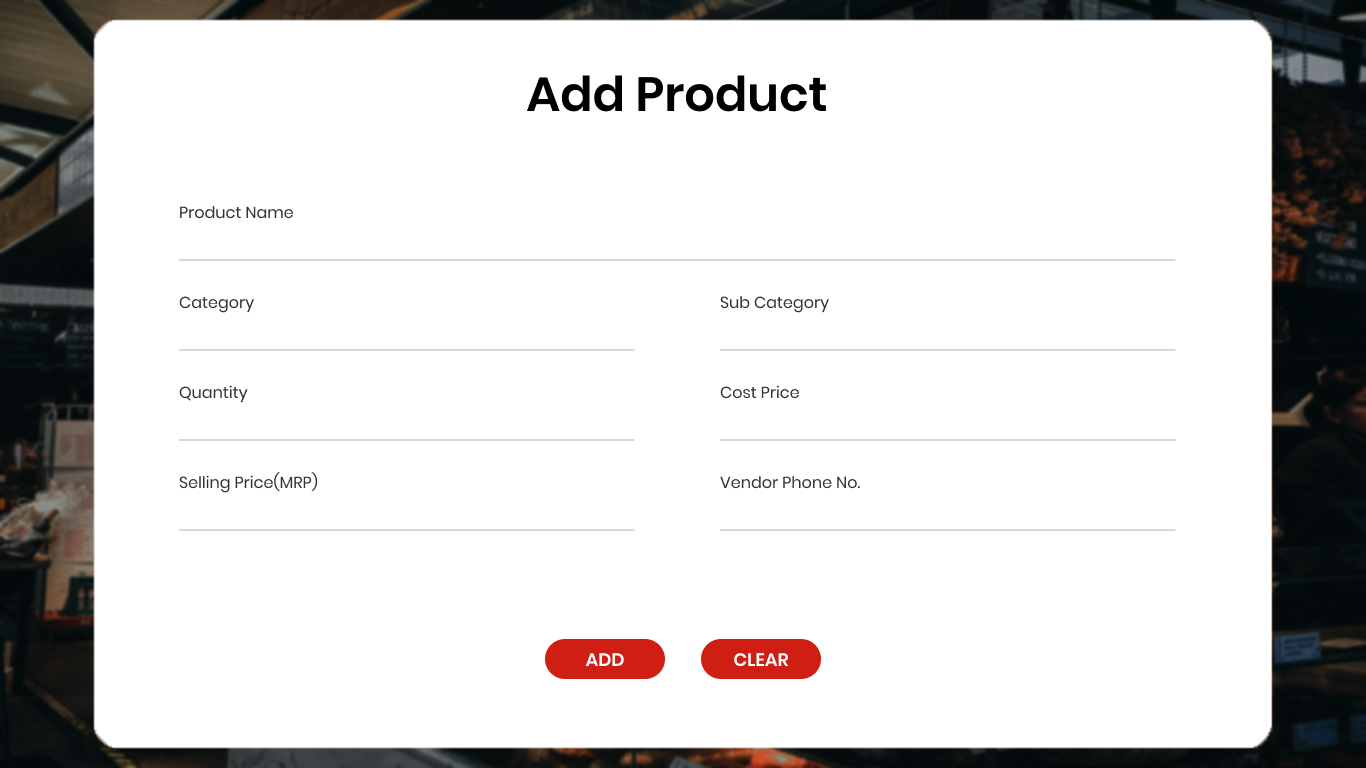 Add Product
Product Name
Category
Sub Category
Quantity
Cost Price
Selling Price(MRP)
Vendor Phone No.
ADD
CLEAR